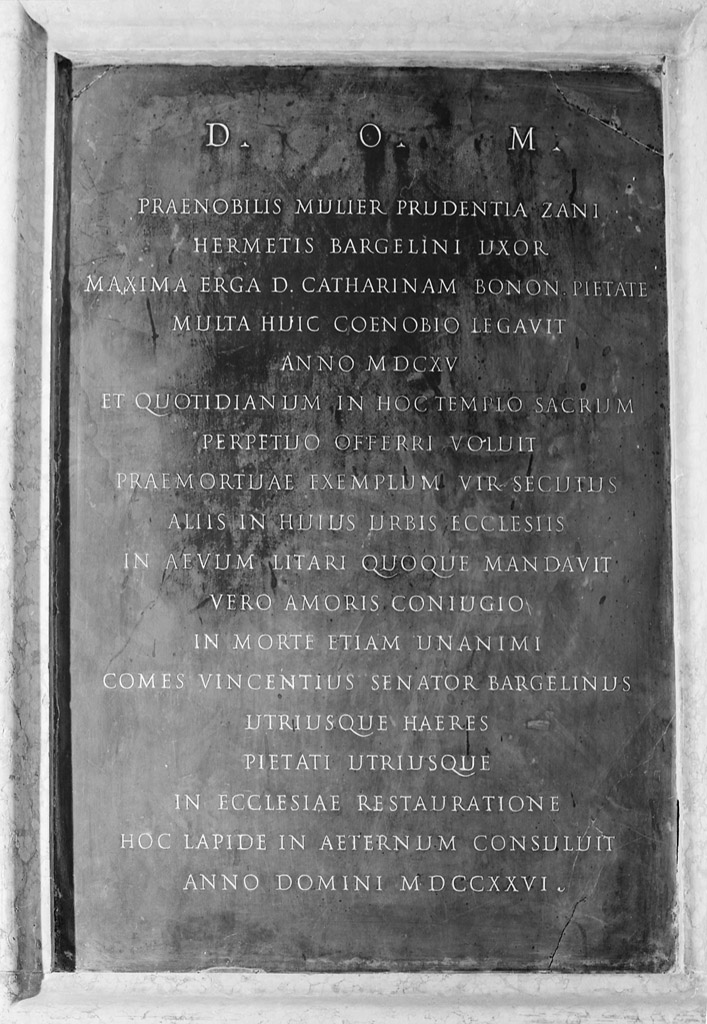 D. O. M.
PRAENOBILIS MULIER PRUDENTIA ZANI
HERMETIS BARGELINI UXOR
MAXIMA ERGA D. CATHARINAM BONON. PIETATE
MULTA HUIC COENOBIO LEGAVIT
ANNO MDCXV
ET QUOTIDIANUM IN HOC TEMPLO SACRUM
PERPETUO OFFERRI VOLUIT
PRAEMORTUAE EXEMPLUM VIR SECUTUS
ALIIS IN HUIUS URBIS ECCLESIIS
IN AEVUM LITARI QUOQUE MANDAVIT
VERO AMORIS CONIUGIO
IN MORTE ETIAM UNANIMI
COMES VINCENTIUS SENATOR BARGELINUS
UTRIUSQUE HAERES
PIETATI UTRIUSQUE
IN ECCLESIAE RESTAURATIONE
HOC LAPIDE IN AETERNUM CONSULUIT
ANNO DOMINI MDCCXXVI.